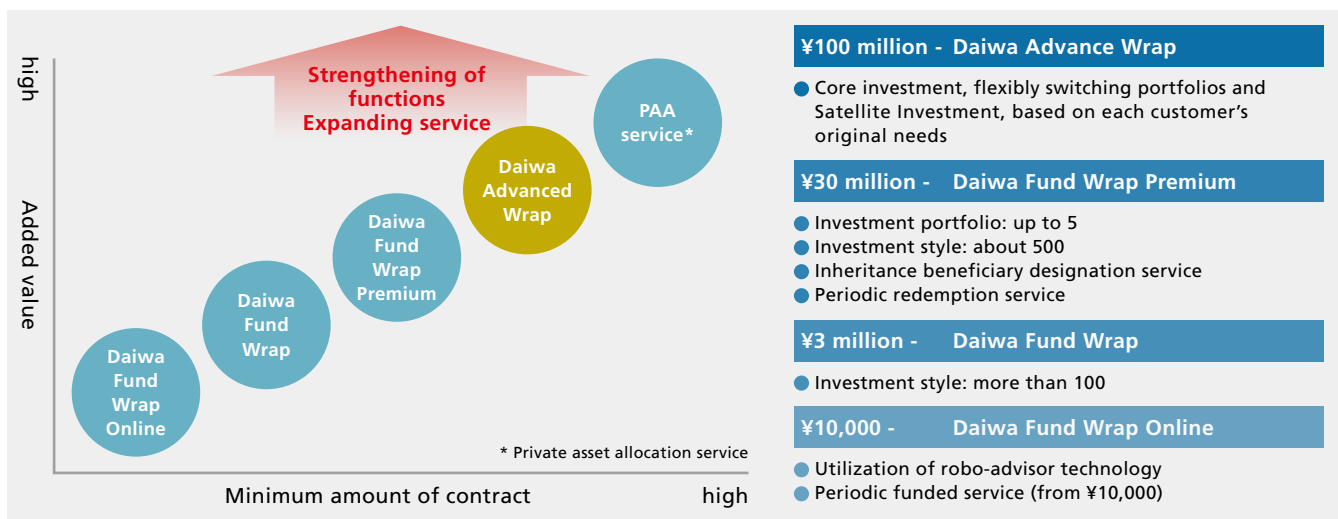 high
Added value
Strengthening of
functions
Expanding service
PAA
service*
Daiwa
Advanced
Wrap
Daiwa
Fund
Wrap
Premium
Daiwa
Fund
Wrap
Daiwa
Fund
Wrap
Online
* Private asset allocation service
Minimum amount of contract
high
¥100 million - Daiwa Advance Wrap
● Core investment, flexibly switching portfolios and
Satellite Investment, based on each customer’s
original needs
¥30 million - Daiwa Fund Wrap Premium
● Investment portfolio: up to 5
● Investment style: about 500
● Inheritance beneficiary designation service
● Periodic redemption service
¥3 million - Daiwa Fund Wrap
● Investment style: more than 100
¥10,000 - Daiwa Fund Wrap Online
● Utilization of robo-advisor technology
● Periodic funded service (from ¥10,000)